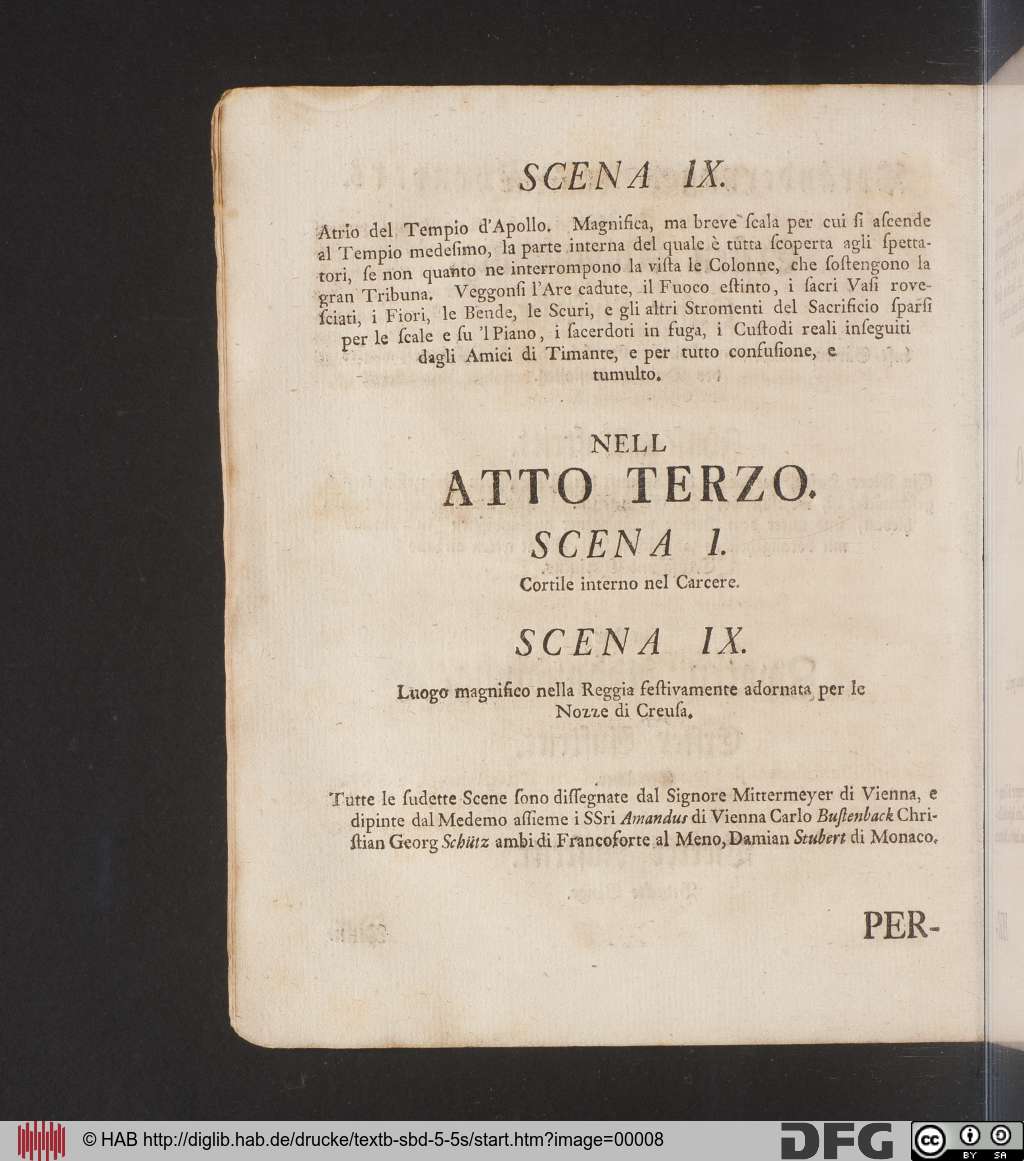 SCENA IX.
Atrio del Tempio d'Apollo. Magnifica, ma breve ſcala per cui ſi aſcende
al Tempio medeſimo, la parte interna del quale è tutta ſcoperta agli ſpetta-
tori, ſe non quanto ne interrompono la viſta le Colonne, che ſoſtengono la
gran Tribuna. Veggonſi l'Are cadute, il Fuoco eſtinto, i ſacri Vaſi rove-
ſciati, i Fiori, le Bende, le Scuri, e gli altri Stromenti del Sacrificio ſparſi
per le ſcale e ſu 'l Piano, i ſacerdoti in fuga, i Cuſtodi reali inſeguiti
dagli Amici di Timante, e per tutto confuſione, e
tumulto.
NELL
ATTO TERZO.
SCENA I.
Cortile interno nel Carcere.
SCENA IX.
Luogo magnifico nella Reggia feſtivamente adornata per le
Nozze di Creuſa.
Tutte le ſudette Scene ſono diſſegnate dal Signore Mittermeyer di Vienna, e
dipinte dal Medemo aſſieme i SSri Amandus di Vienna Carlo Buſtenback Chri-
ſtian Georg Schütz ambi di Francoforte al Meno, Damian Stubert di Monaco.
PER-
© HAB http://diglib.hab.de/drucke/textb-sbd-5-5s/start.htm?image=00008
DFG
cc BY SA